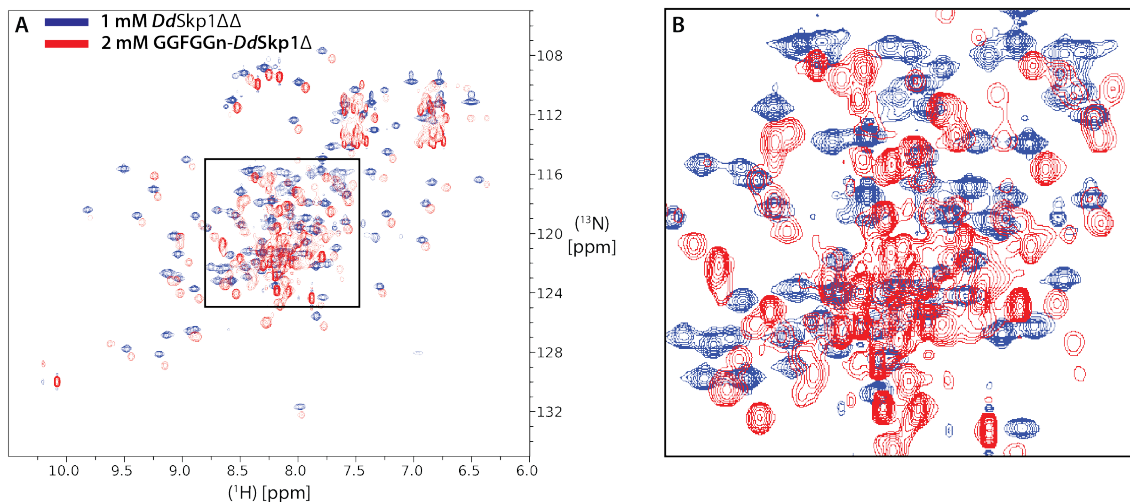 A
1 mM DdSkp1ΔΔ
2 mM GGFGGn-DdSkp1Δ
B
108
112
116
120
124
128
132
(¹³N)
[ppm]
10.0 9.5 9.0 8.5 8.0 7.5 7.0 6.5 6.0
(¹H) [ppm]